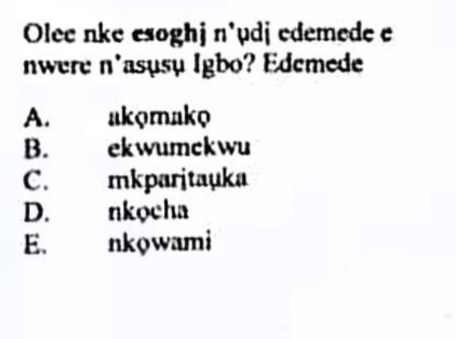 Olee nke esoghị n'ụdị edemede e
nwere n'asụsụ Igbo? Edemede
A. akọmakọ
B. ekwumekwu
C. mkparịtaụka
D. nkọcha
E. nkọwami